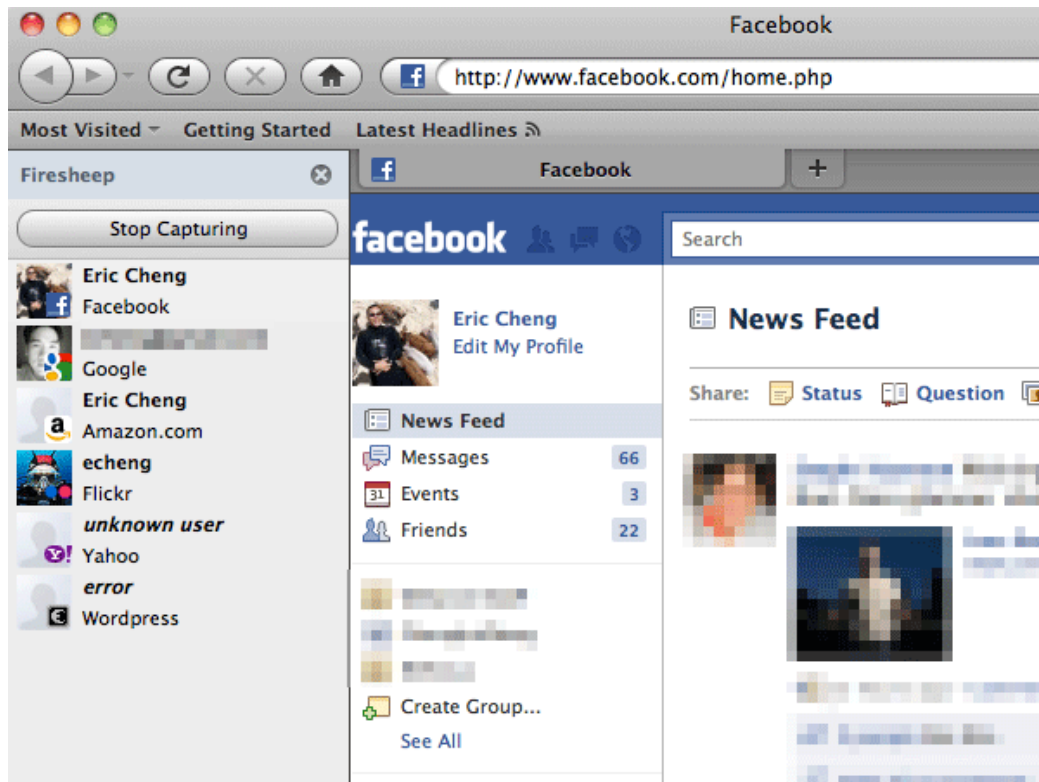 Facebook
http://www.facebook.com/home.php
Most Visited Getting Started Latest Headlines
Firesheep
Facebook
Stop Capturing
Eric Cheng
Facebook
Google
Eric Cheng
Amazon.com
echeng
Flickr
unknown user
Yahoo
error
Wordpress
facebook
Search
Eric Cheng
Edit My Profile
News Feed
Messages 66
31 Events 3
Friends 22
Create Group...
See All
News Feed
Share: Status Question